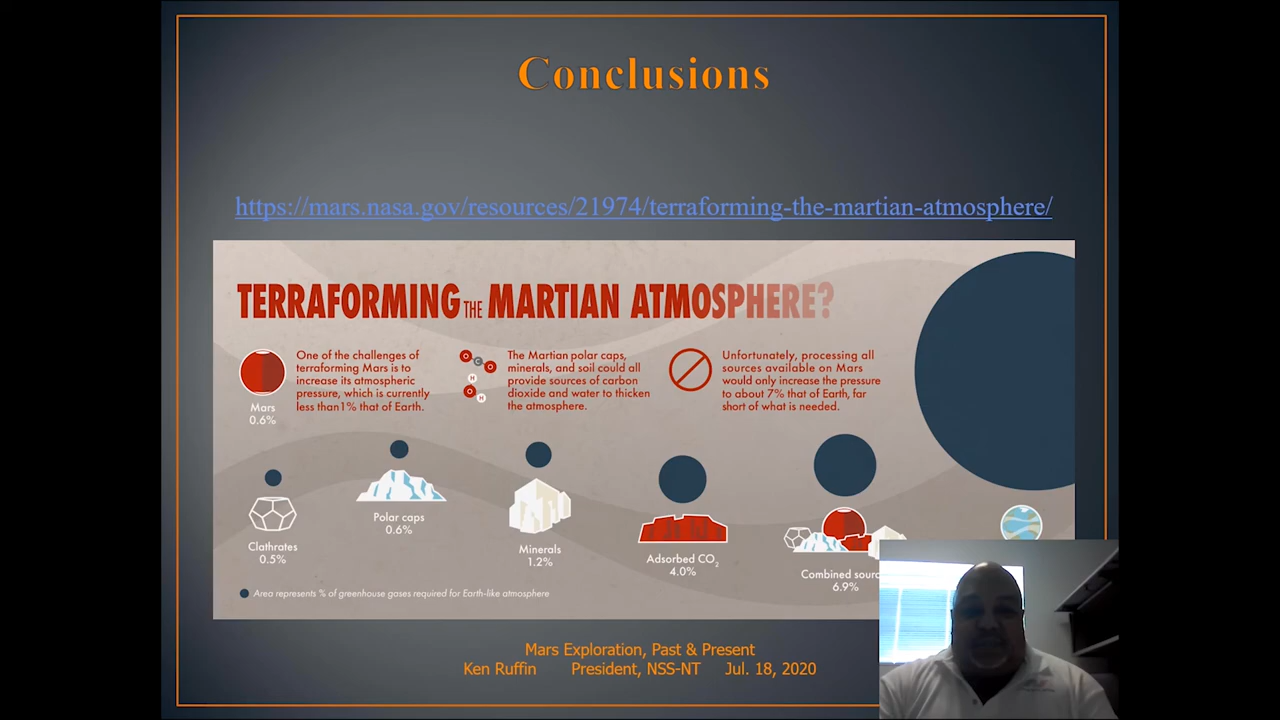 Conclusions
https://mars.nasa.gov/resources/21974/terraforming-the-martian-atmosphere/
TERRAFORMING THE MARTIAN ATMOSPHERE?
Mars
0.6%
One of the challenges of
terraforming Mars is to
increase its atmospheric
pressure, which is currently
less than1% that of Earth.
O
C
O
H
O
H
The Martian polar caps,
minerals, and soil could all
provide sources of carbon
dioxide and water to thicken
the atmosphere.
Unfortunately, processing all
sources available on Mars
would only increase the pressure
to about 7% that of Earth, far
short of what is needed.
Clathrates
0.5%
Polar caps
0.6%
Minerals
1.2%
Adsorbed CO₂
4.0%
Combined
6.9%
Area represents % of greenhouse gases required for Earth-like atmosphere
Mars Exploration, Past & Present
Ken Ruffin President, NSS-NT Jul. 18, 2020